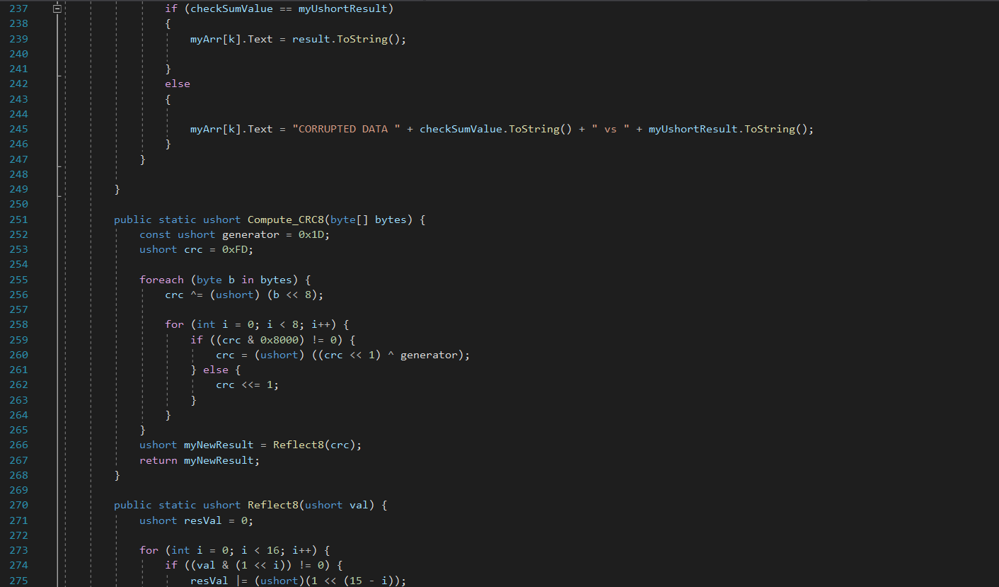 237 if (checkSumValue == myUshortResult)
238 {
239 myArr[k].Text = result.ToString();
240
241 }
242 else
243 {
244
245 myArr[k].Text = "CORRUPTED DATA " + checkSumValue.ToString() + " vs " + myUshortResult.ToString();
246 }
247 }
248
249 }
250
251 public static ushort Compute_CRC8(byte[] bytes) {
252 const ushort generator = 0x1D;
253 ushort crc = 0xFD;
254
255 foreach (byte b in bytes) {
256 crc ^= (ushort) (b << 8);
257
258 for (int i = 0; i < 8; i++) {
259 if ((crc & 0x8000) != 0) {
260 crc = (ushort) ((crc << 1) ^ generator);
261 } else {
262 crc <<= 1;
263 }
264 }
265 }
266 ushort myNewResult = Reflect8(crc);
267 return myNewResult;
268 }
269
270 public static ushort Reflect8(ushort val) {
271 ushort resVal = 0;
272
273 for (int i = 0; i < 16; i++) {
274 if ((val & (1 << i)) != 0) {
275 resVal |= (ushort)(1 << (15 - i));